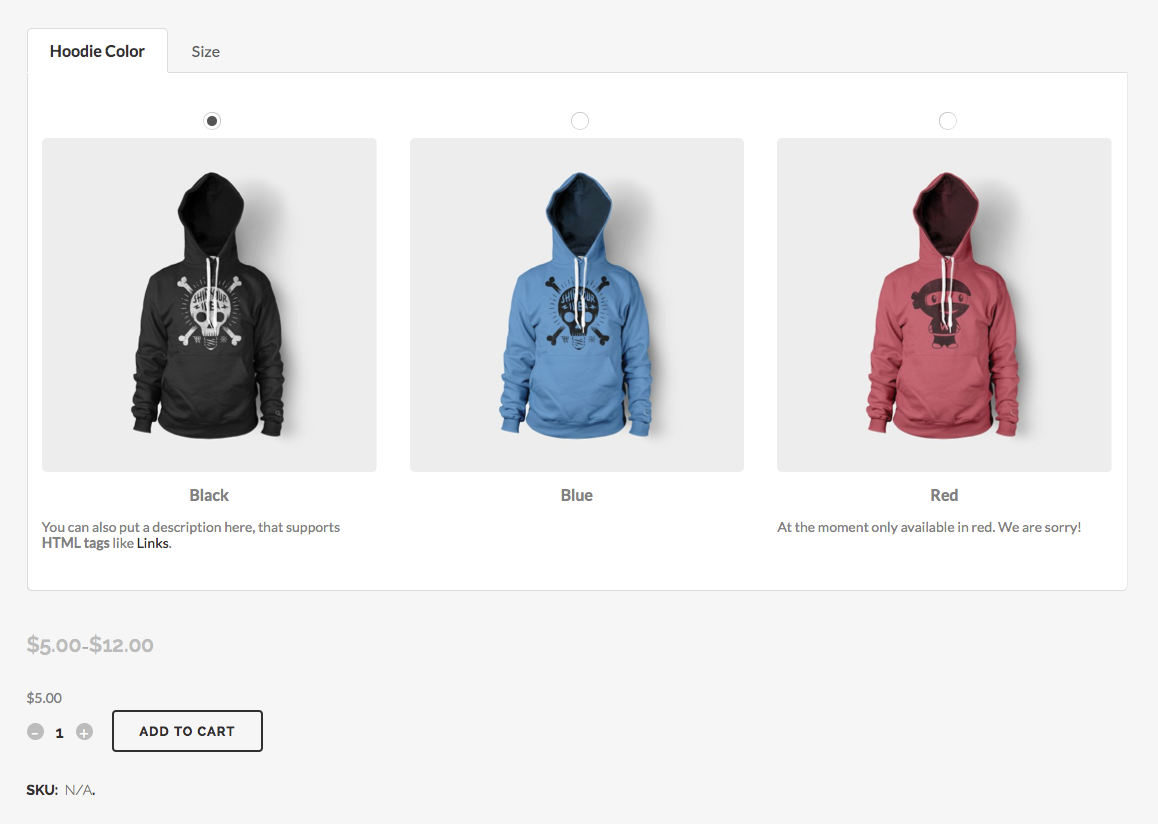 Hoodie Color
Size
Black
Blue
Red
You can also put a description here, that supports
HTML tags like Links.
At the moment only available in red. We are sorry!
$5.00-$12.00
$5.00
- 1 +
ADD TO CART
SKU: N/A.